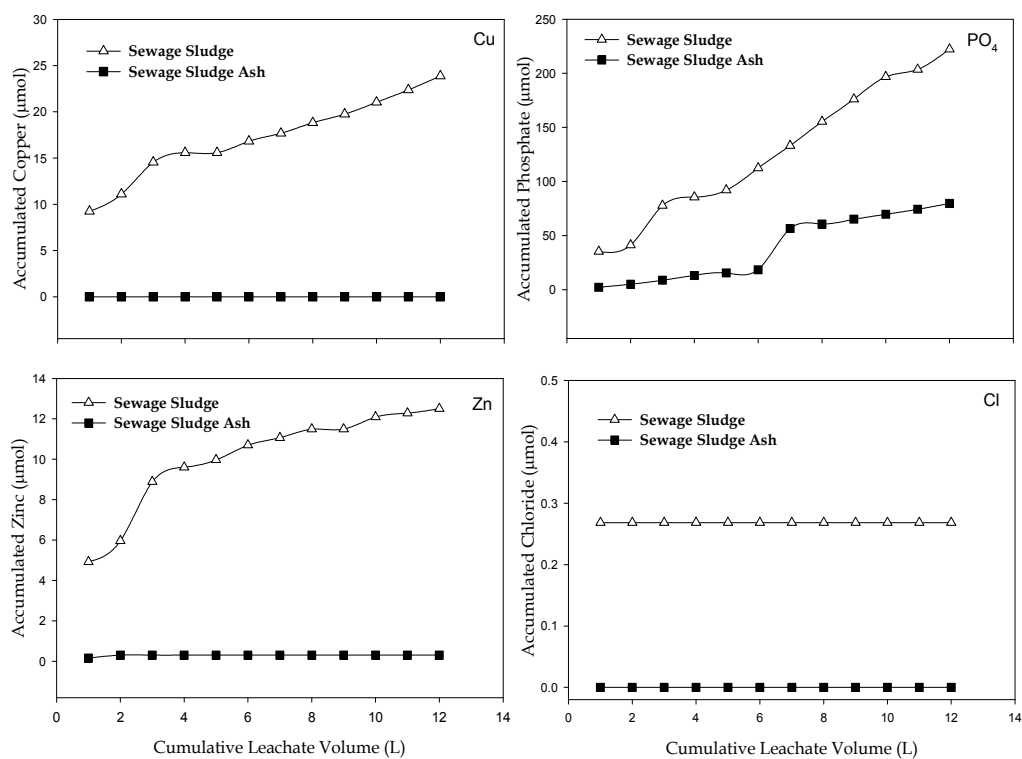 30
25
20
15
10
5
0
Accumulated Copper (µmol)
Sewage Sludge
Sewage Sludge Ash
Cu
250
200
150
100
50
0
Accumulated Phosphate (µmol)
Sewage Sludge
Sewage Sludge Ash
PO4
14
12
10
8
6
4
2
0
Accumulated Zinc (µmol)
Sewage Sludge
Sewage Sludge Ash
Zn
0 2 4 6 8 10 12 14
Cumulative Leachate Volume (L)
0.5
0.4
0.3
0.2
0.1
0.0
Accumulated Chloride (µmol)
Sewage Sludge
Sewage Sludge Ash
Cl
0 2 4 6 8 10 12 14
Cumulative Leachate Volume (L)